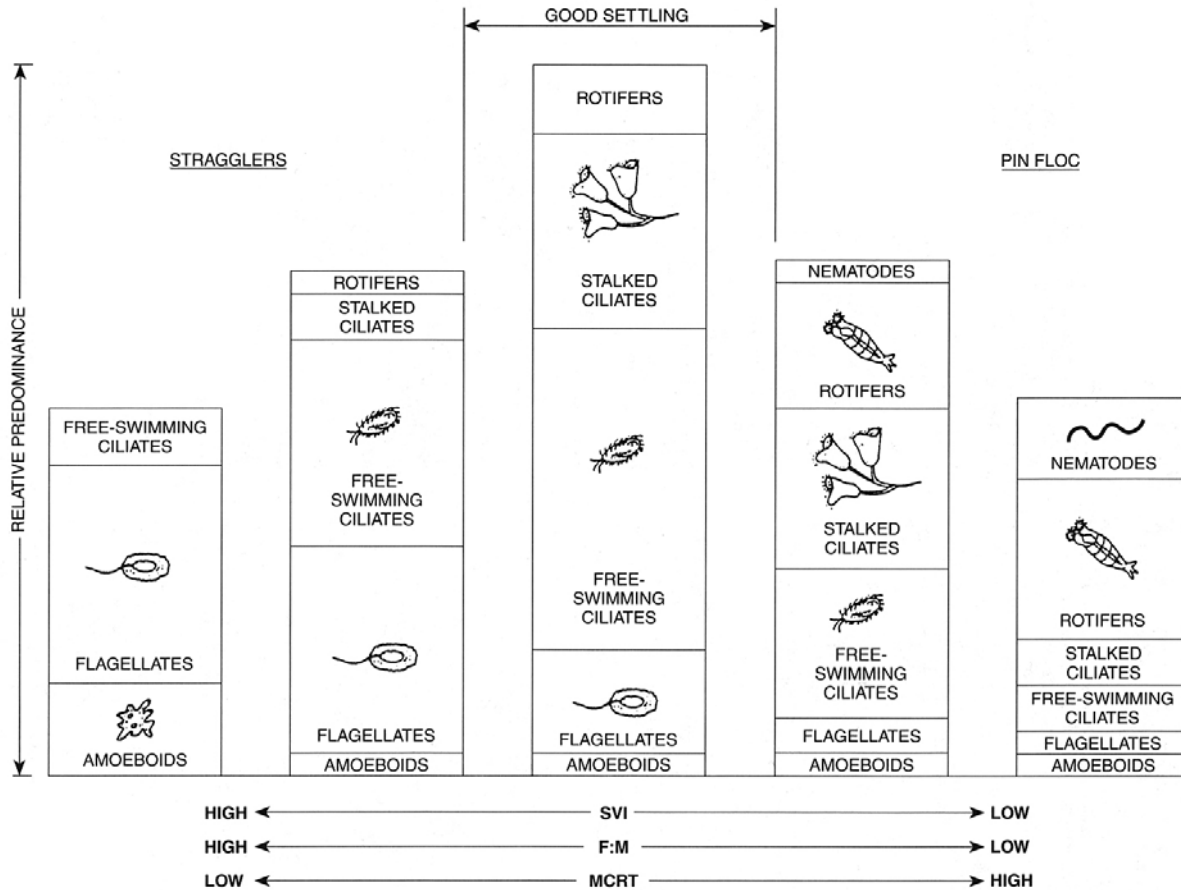 GOOD SETTLING
STRAGGLERS
PIN FLOC
RELATIVE PREDOMINANCE
FREE-SWIMMING
CILIATES
FLAGELLATES
AMOEBOIDS
ROTIFERS
STALKED
CILIATES
FREE-
SWIMMING
CILIATES
FLAGELLATES
AMOEBOIDS
ROTIFERS
STALKED
CILIATES
FREE-
SWIMMING
CILIATES
FLAGELLATES
AMOEBOIDS
NEMATODES
ROTIFERS
STALKED
CILIATES
FREE-
SWIMMING
CILIATES
FLAGELLATES
AMOEBOIDS
NEMATODES
ROTIFERS
STALKED
CILIATES
FREE-SWIMMING
CILIATES
FLAGELLATES
AMOEBOIDS
HIGH SVI LOW
HIGH F:M LOW
LOW MCRT HIGH